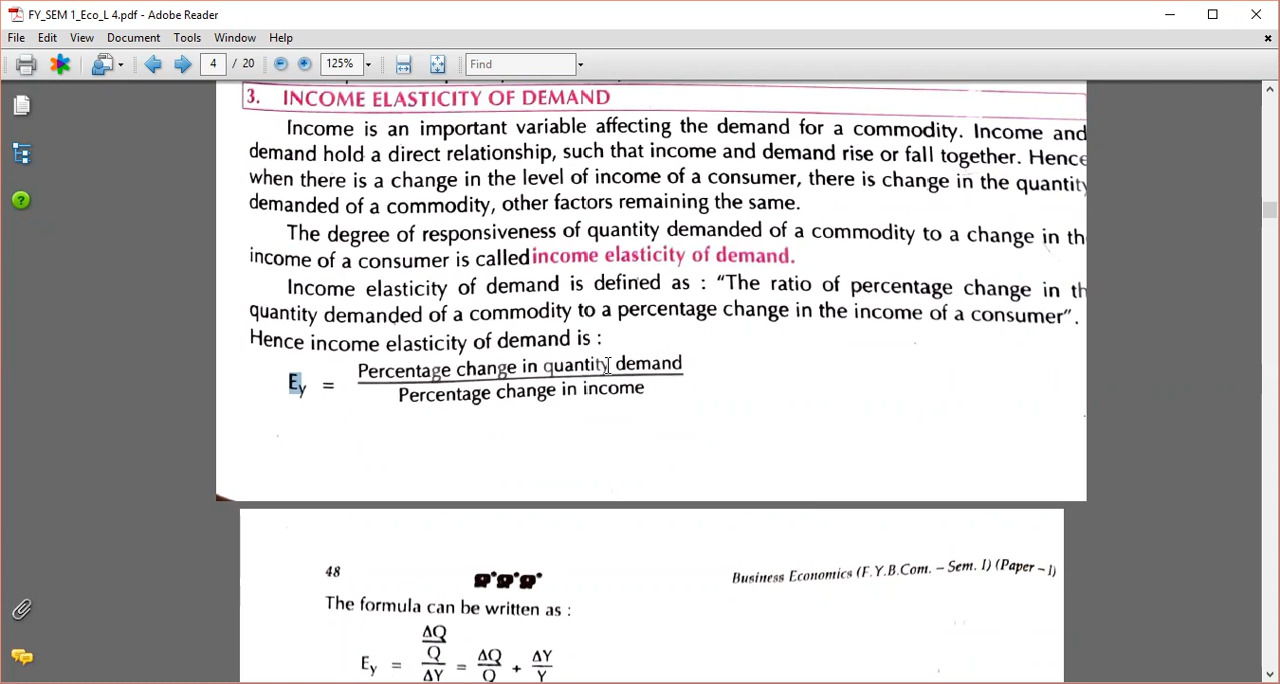 FY_SEM 1_Eco_L 4.pdf - Adobe Reader
File Edit View Document Tools Window Help
4 / 20 125% Find
3. INCOME ELASTICITY OF DEMAND
Income is an important variable affecting the demand for a commodity. Income and
demand hold a direct relationship, such that income and demand rise or fall together. Hence
when there is a change in the level of income of a consumer, there is change in the quantity
demanded of a commodity, other factors remaining the same.
The degree of responsiveness of quantity demanded of a commodity to a change in th
income of a consumer is called income elasticity of demand.
Income elasticity of demand is defined as : "The ratio of percentage change in th
quantity demanded of a commodity to a percentage change in the income of a consumer".
Hence income elasticity of demand is :
Percentage change in quantity demand
Ey =
Percentage change in income
48
Business Economics (F.Y.B.Com. – Sem. I) (Paper – I)
The formula can be written as :
ΔQ
Q ΔQ ΔY
Ey = = +
ΔY Q Y